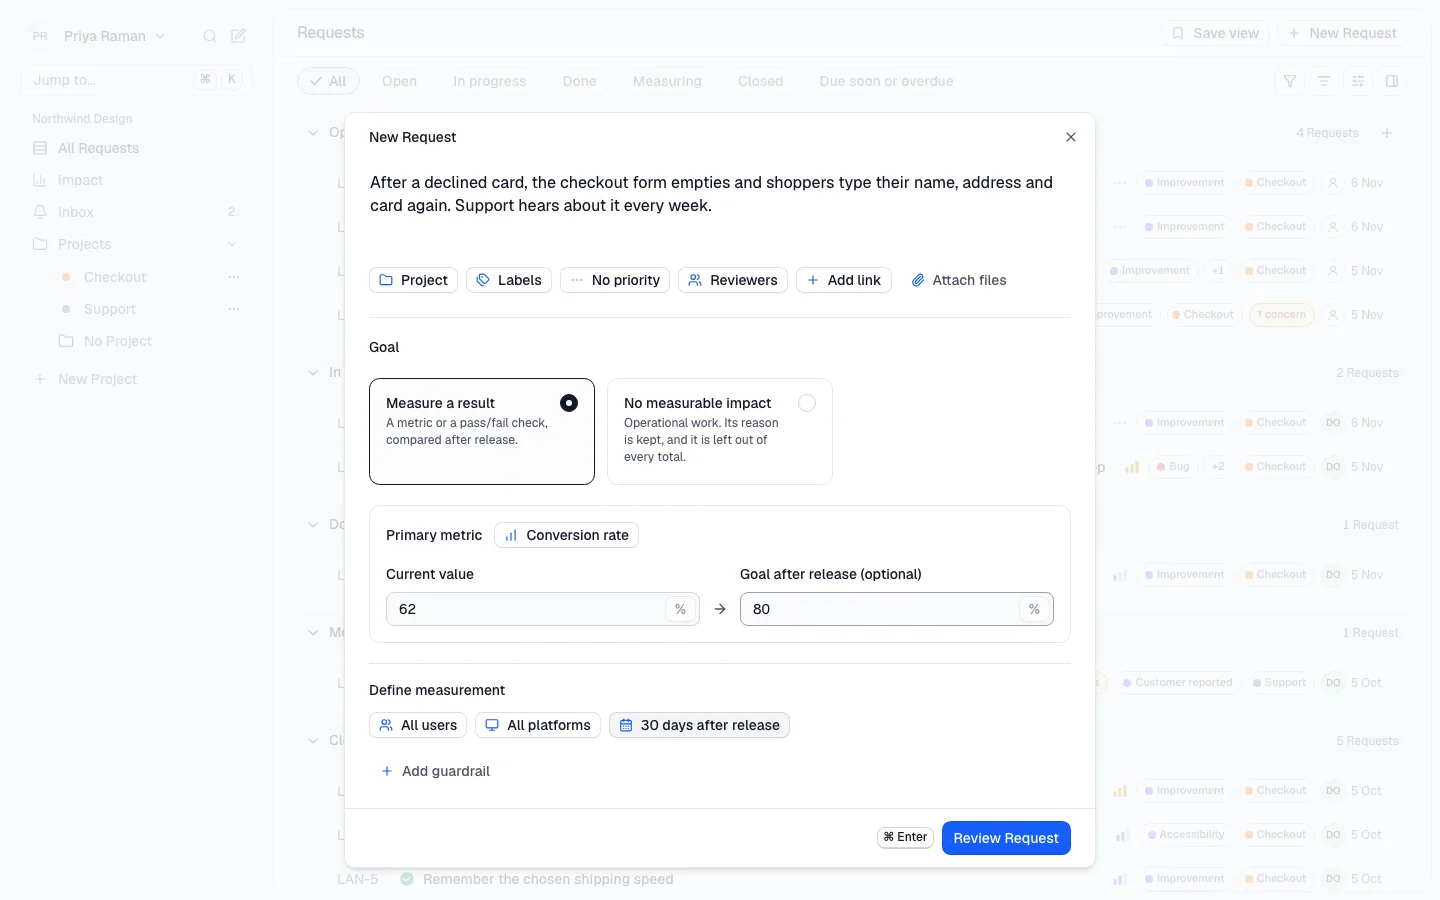 PR Priya Raman
Jump to... ⌘ K
Northwind Design
All Requests
Impact
Inbox 2
Projects
Checkout
Support
No Project
New Project
Requests
Save view
New Request
All Open In progress Done Measuring Closed Due soon or overdue
4 Requests
Improvement Checkout 6 Nov
Improvement Checkout 6 Nov
Improvement +1 Checkout 5 Nov
Checkout 1 concern 5 Nov
In
2 Requests
Improvement Checkout DO 6 Nov
Bug +2 Checkout DO 5 Nov
1 Request
Improvement Checkout DO 5 Nov
1 Request
Customer reported Support DO 5 Oct
5 Requests
Improvement Checkout DO 5 Oct
Accessibility Checkout DO 5 Oct
LAN-5 Remember the chosen shipping speed Improvement Checkout DO 5 Oct
New Request
After a declined card, the checkout form empties and shoppers type their name, address and
card again. Support hears about it every week.
Project Labels No priority Reviewers Add link Attach files
Goal
Measure a result
A metric or a pass/fail check,
compared after release.
No measurable impact
Operational work. Its reason
is kept, and it is left out of
every total.
Primary metric Conversion rate
Current value
62 %
Goal after release (optional)
80 %
Define measurement
All users All platforms 30 days after release
Add guardrail
⌘ Enter Review Request